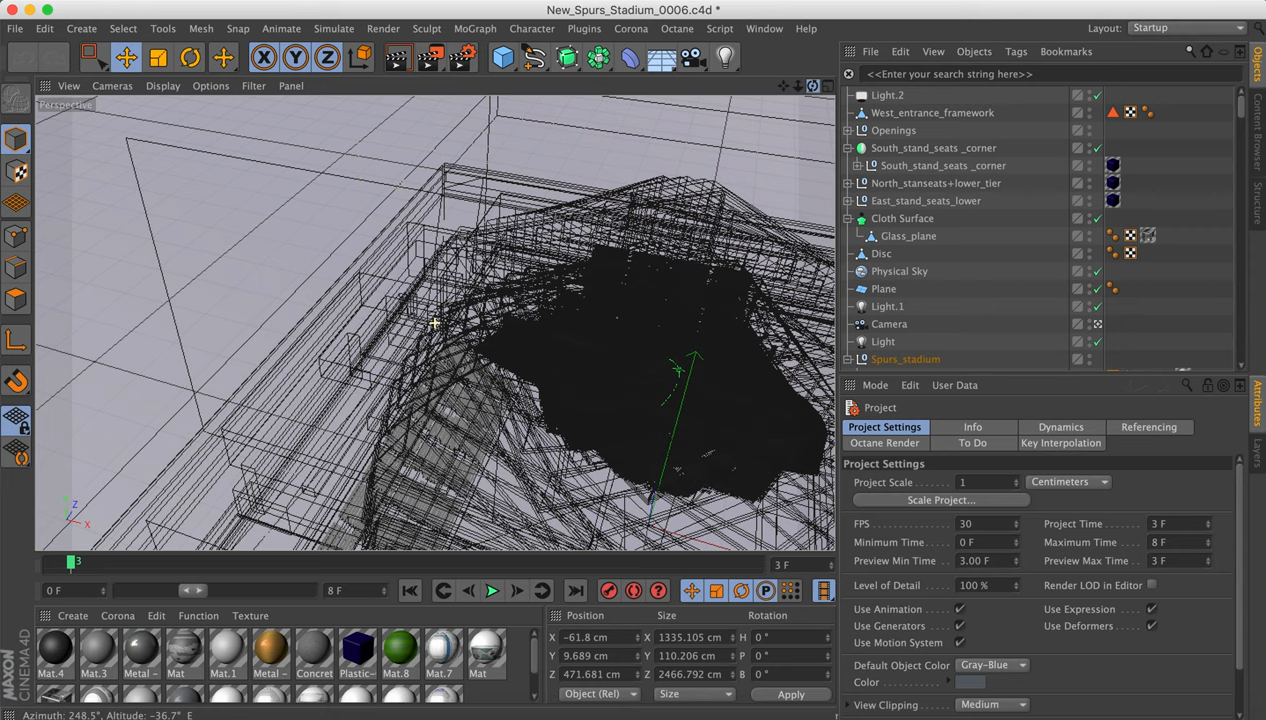 New_Spurs_Stadium_0006.c4d *
File Edit Create Select Tools Mesh Snap Animate Simulate Render Sculpt MoGraph Character Plugins Corona Octane Script Window Help
Layout: Startup
X Y Z
File Edit View Objects Tags Bookmarks
<<Enter your search string here>>
View Cameras Display Options Filter Panel
Perspective
Light.2
West_entrance_framework
Openings
South_stand_seats _corner
South_stand_seats _corner
North_stanseats+lower_tier
East_stand_seats_lower
Cloth Surface
Glass_plane
Disc
Physical Sky
Plane
Light.1
Camera
Light
Spurs_stadium
Objects
Content Browser
Structure
Mode Edit User Data
Project
Project Settings Info Dynamics Referencing
Octane Render To Do Key Interpolation
Project Settings
Project Scale 1 Centimeters
Scale Project...
FPS 30 Project Time 3 F
Minimum Time 0 F Maximum Time 8 F
Preview Min Time 3.00 F Preview Max Time 3 F
Level of Detail 100 % Render LOD in Editor
Use Animation Use Expression
Use Generators Use Deformers
Use Motion System
Default Object Color Gray-Blue
Color
View Clipping Medium
Attributes
Layers
Y Z
X
3 3 F
0 F 8 F
P
Create Corona Edit Function Texture
Mat.4 Mat.3 Metal - Mat Mat.1 Metal - Concret Plastic- Mat.8 Mat.7 Mat
Position Size Rotation
X -61.8 cm X 1335.105 cm H 0 °
Y 9.689 cm Y 110.206 cm P 0 °
Z 471.681 cm Z 2466.792 cm B 0 °
Object (Rel) Size Apply
MAXON
CINEMA4D
Azimuth: 248.5°, Altitude: -36.7° E